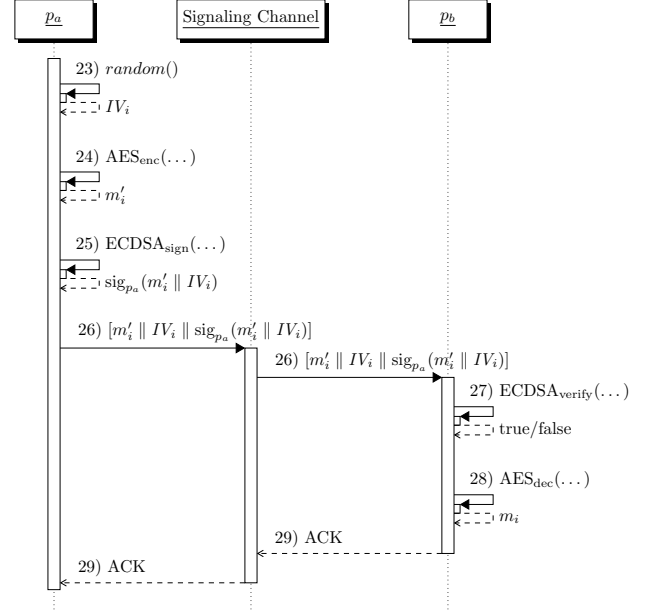 p_a
Signaling Channel
p_b
23) random()
IV_i
24) AES_enc(...)
m'_i
25) ECDSA_sign(...)
sig_{p_a}(m'_i ∥ IV_i)
26) [m'_i ∥ IV_i ∥ sig_{p_a}(m'_i ∥ IV_i)]
26) [m'_i ∥ IV_i ∥ sig_{p_a}(m'_i ∥ IV_i)]
27) ECDSA_verify(...)
true/false
28) AES_dec(...)
m_i
29) ACK
29) ACK